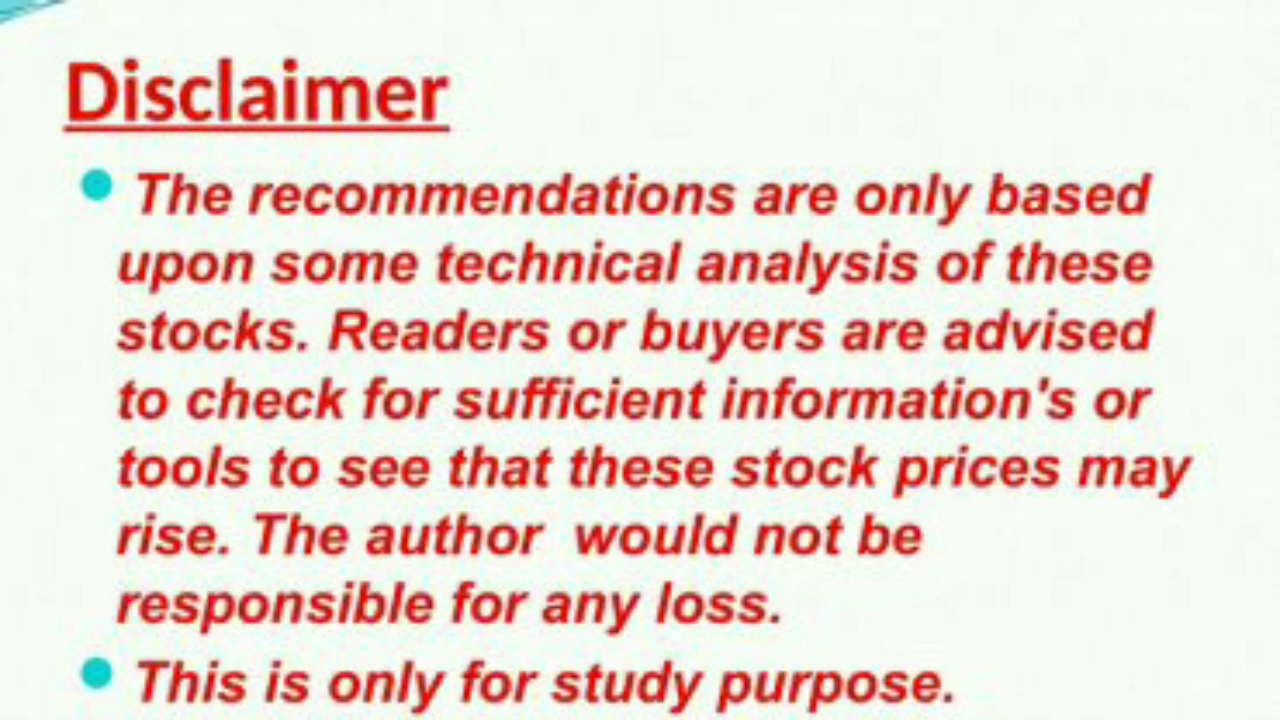 Disclaimer
The recommendations are only based
upon some technical analysis of these
stocks. Readers or buyers are advised
to check for sufficient information's or
tools to see that these stock prices may
rise. The author would not be
responsible for any loss.
This is only for study purpose.